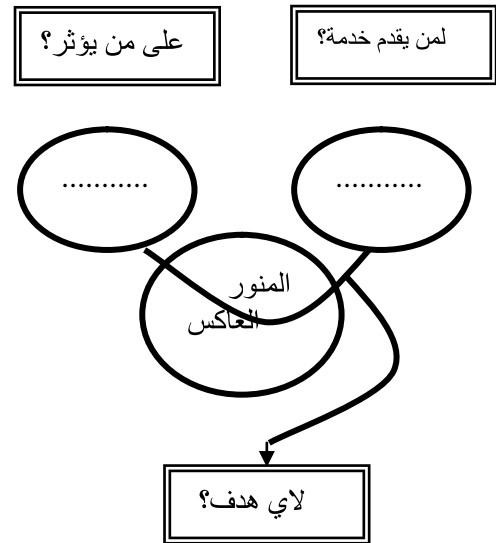 لمن يقدم خدمة؟
على من يؤثر؟
...........
...........
المنور
العاكس
لاي هدف؟